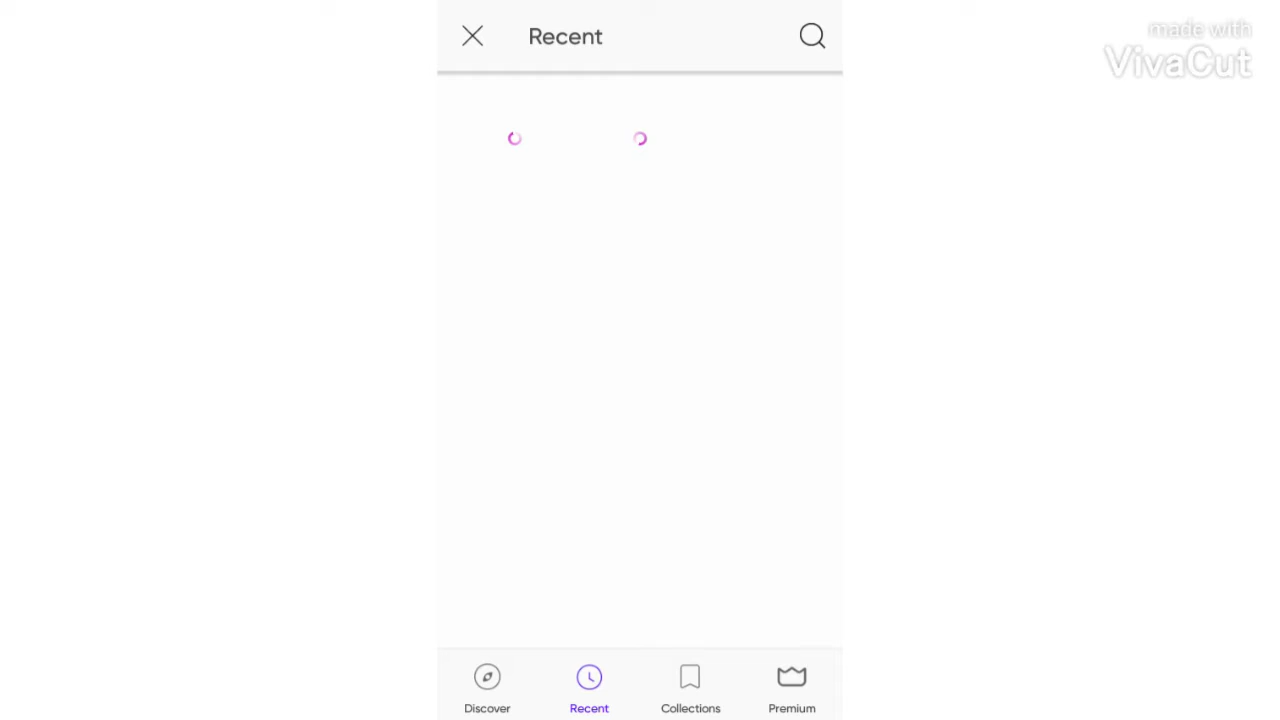 Recent
made with
VivaCut
Discover
Recent
Collections
Premium